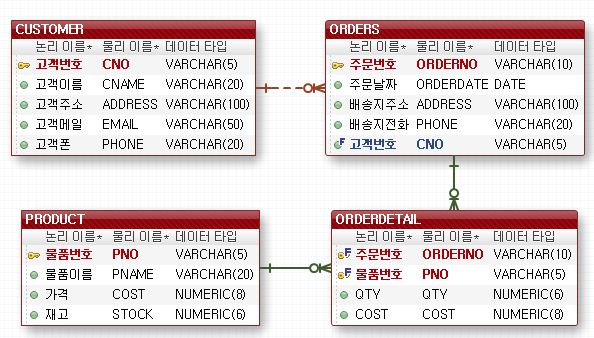 CUSTOMER
논리 이름* 물리 이름* 데이터 타입
고객번호 CNO VARCHAR(5)
고객이름 CNAME VARCHAR(20)
고객주소 ADDRESS VARCHAR(100)
고객메일 EMAIL VARCHAR(50)
고객폰 PHONE VARCHAR(20)
ORDERS
논리 이름* 물리 이름* 데이터 타입
주문번호 ORDERNO VARCHAR(10)
주문날짜 ORDERDATE DATE
배송지주소 ADDRESS VARCHAR(100)
배송지전화 PHONE VARCHAR(20)
F 고객번호 CNO VARCHAR(5)
PRODUCT
논리 이름* 물리 이름* 데이터 타입
물품번호 PNO VARCHAR(5)
물품이름 PNAME VARCHAR(20)
가격 COST NUMERIC(8)
재고 STOCK NUMERIC(6)
ORDERDETAIL
논리 이름* 물리 이름* 데이터 타입
F 주문번호 ORDERNO VARCHAR(10)
F 물품번호 PNO VARCHAR(5)
QTY QTY NUMERIC(6)
COST COST NUMERIC(8)